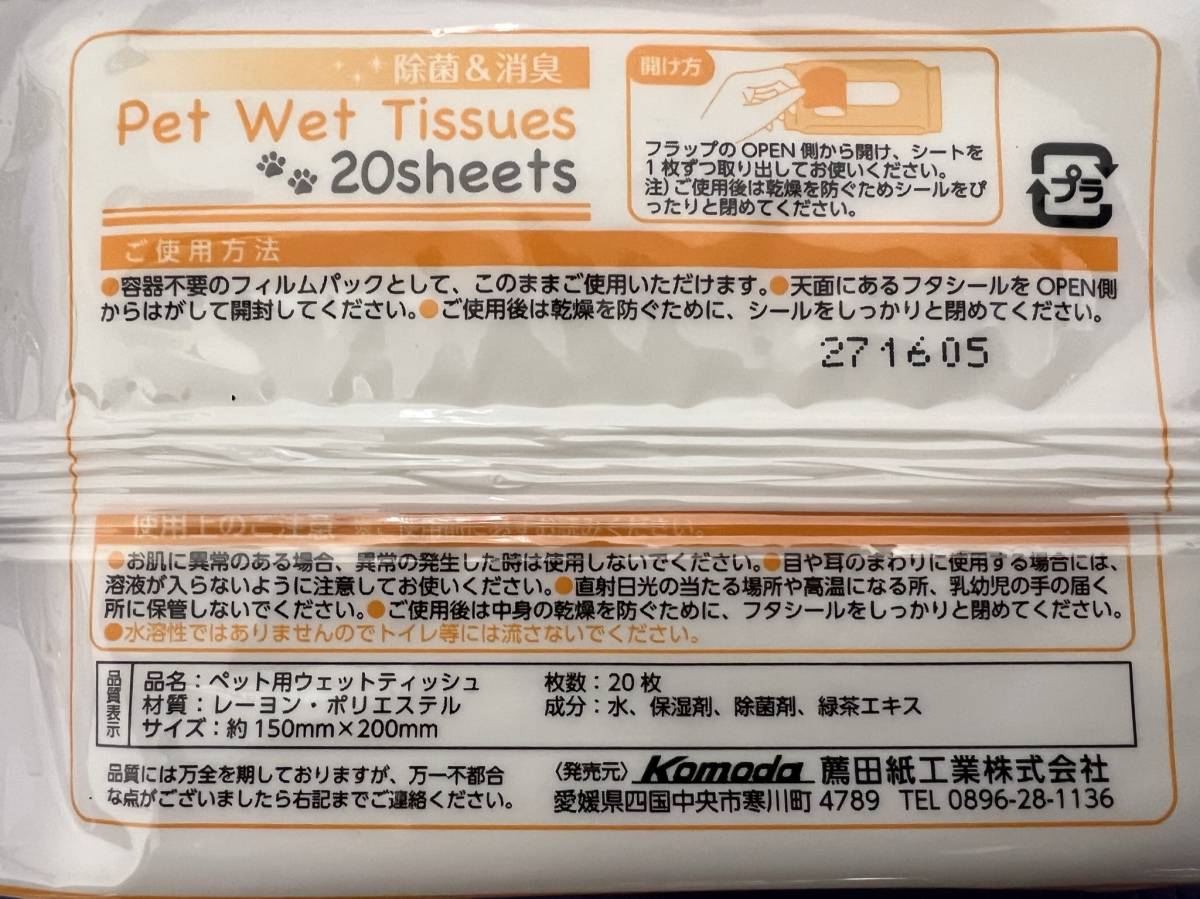 除菌＆消臭
Pet Wet Tissues
20sheets
開け方
フラップのOPEN側から開け、シートを
1枚ずつ取り出してお使いください。
注）ご使用後は乾燥を防ぐためシールをぴ
ったりと閉めてください。
プラ
ご使用方法
●容器不要のフィルムパックとして、このままご使用いただけます。●天面にあるフタシールをOPEN側
からはがして開封してください。●ご使用後は乾燥を防ぐために、シールをしっかりと閉めてください。
271605
使用上のご注意
●お肌に異常のある場合、異常の発生した時は使用しないでください。●目や耳のまわりに使用する場合には、
溶液が入らないように注意してお使いください。●直射日光の当たる場所や高温になる所、乳幼児の手の届く
所に保管しないでください。●ご使用後は中身の乾燥を防ぐために、フタシールをしっかりと閉めてください。
●水溶性ではありませんのでトイレ等には流さないでください。
品質表示
品名：ペット用ウェットティッシュ 枚数：20枚
材質：レーヨン・ポリエステル 成分：水、保湿剤、除菌剤、緑茶エキス
サイズ：約150mm×200mm
品質には万全を期しておりますが、万一不都合
な点がございましたら右記までご連絡ください。
〈発売元〉Komoda 薦田紙工業株式会社
愛媛県四国中央市寒川町4789 TEL 0896-28-1136